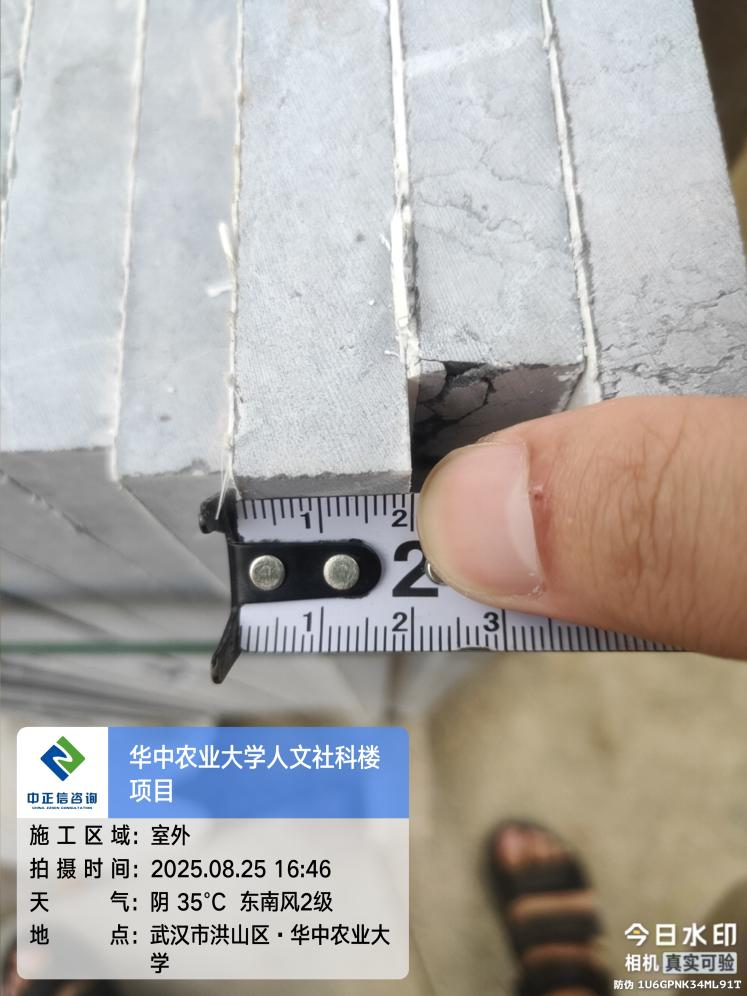 1 2
2
1 2 3
华中农业大学人文社科楼
项目
中正信咨询
施工区域：室外
拍摄时间：2025.08.25 16:46
天气：阴 35℃ 东南风2级
地点：武汉市洪山区·华中农业大
学
今日水印
相机 真实可验
防伪 1U6GPNK34ML91T